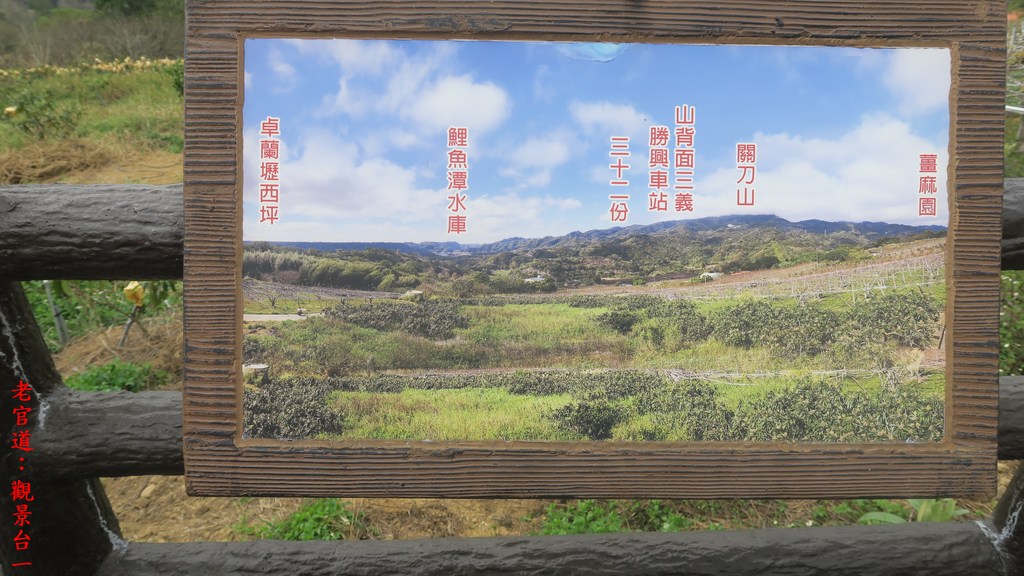 卓蘭壢西坪
鯉魚潭水庫
三十二份
勝興車站
山背面三義
關刀山
薑麻園
老官道：觀景台一